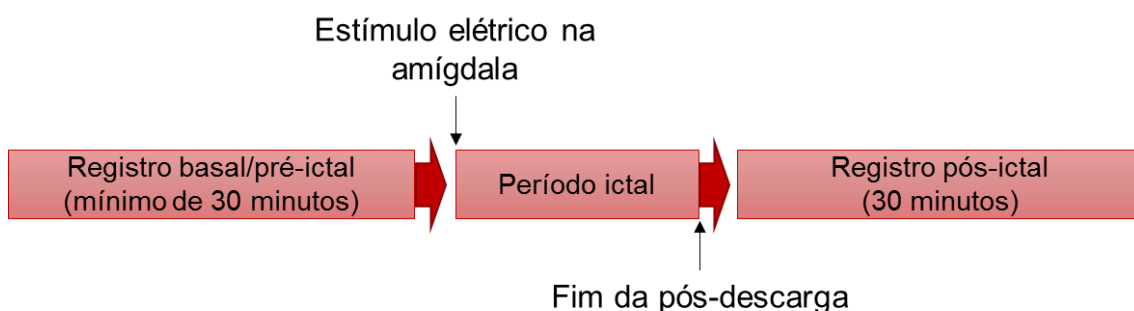 Estímulo elétrico na
amígdala
Registro basal/pré-ictal
(mínimo de 30 minutos)
Período ictal
Registro pós-ictal
(30 minutos)
Fim da pós-descarga